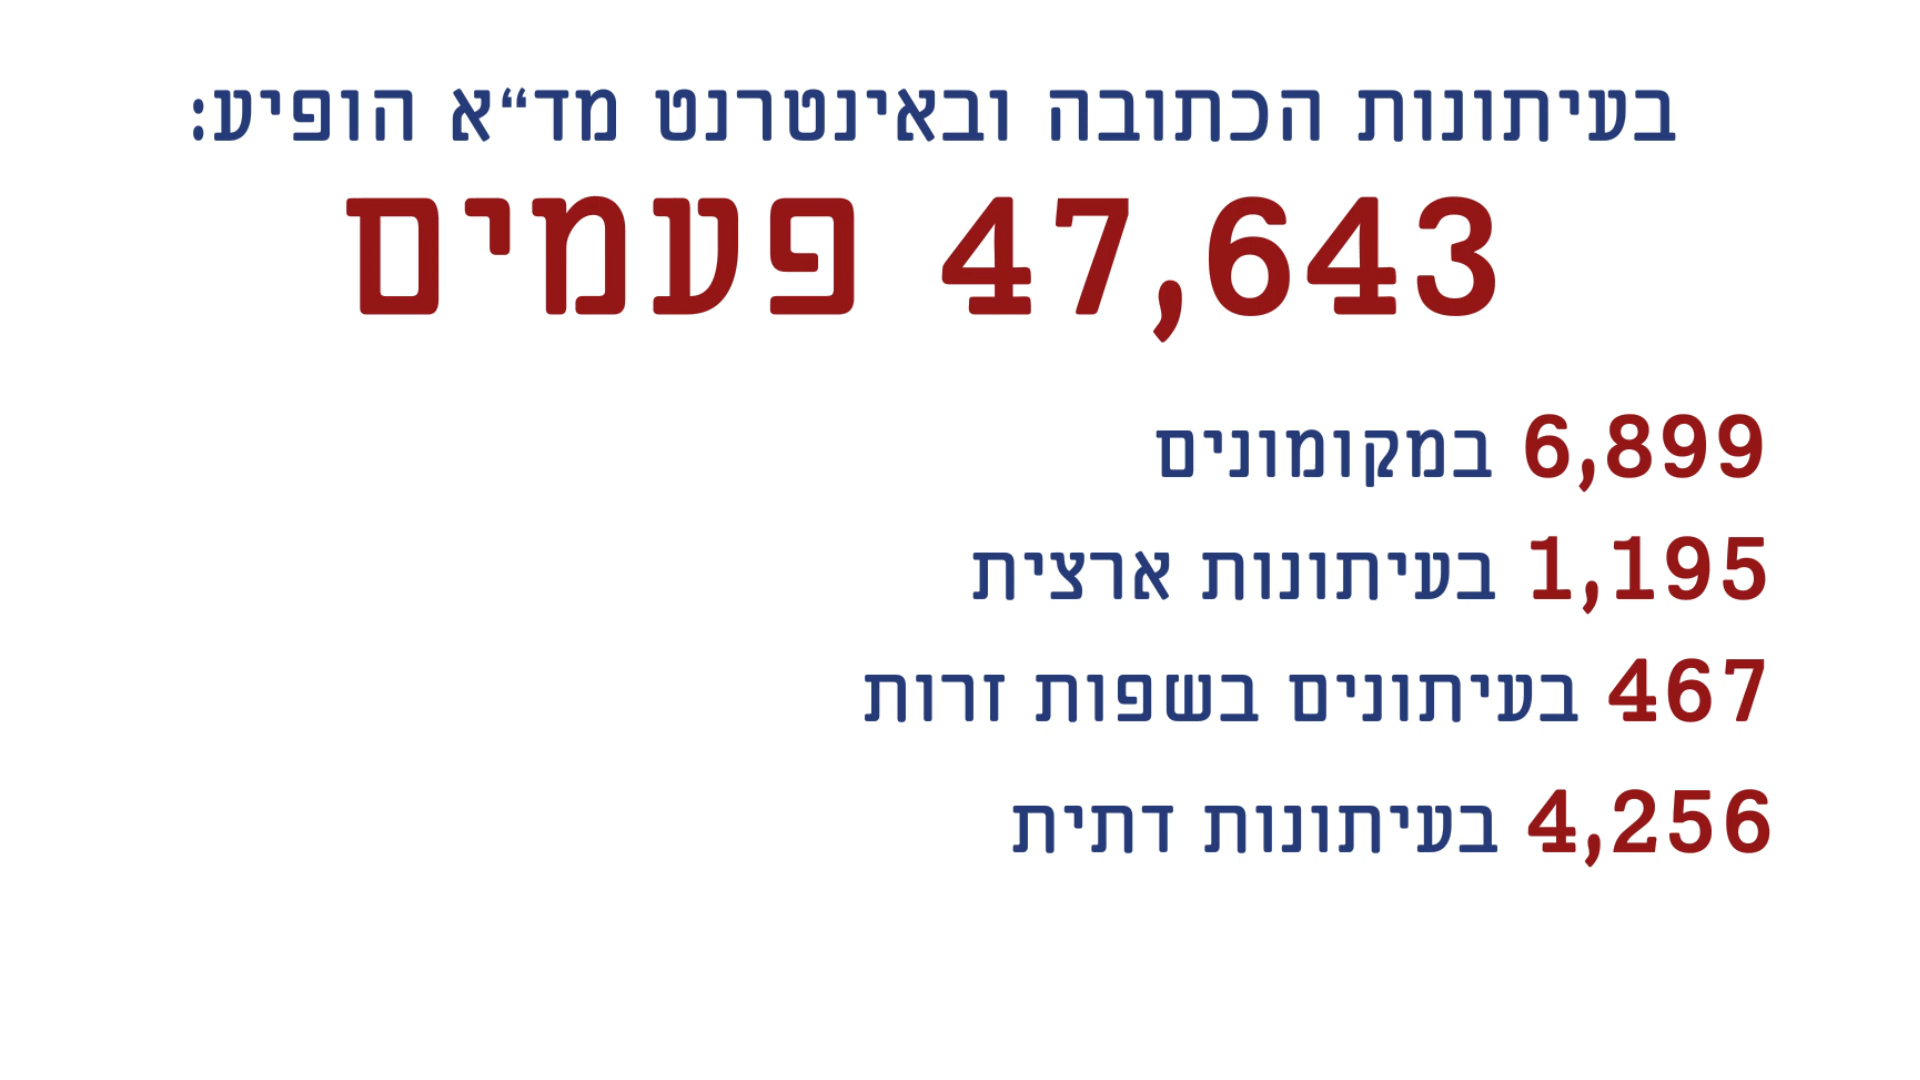 בעיתונות הכתובה ובאינטרנט מד“א הופיע:
47,643 פעמים
6,899 במקומונים
1,195 בעיתונות ארצית
467 בעיתונים בשפות זרות
4,256 בעיתונות דתית